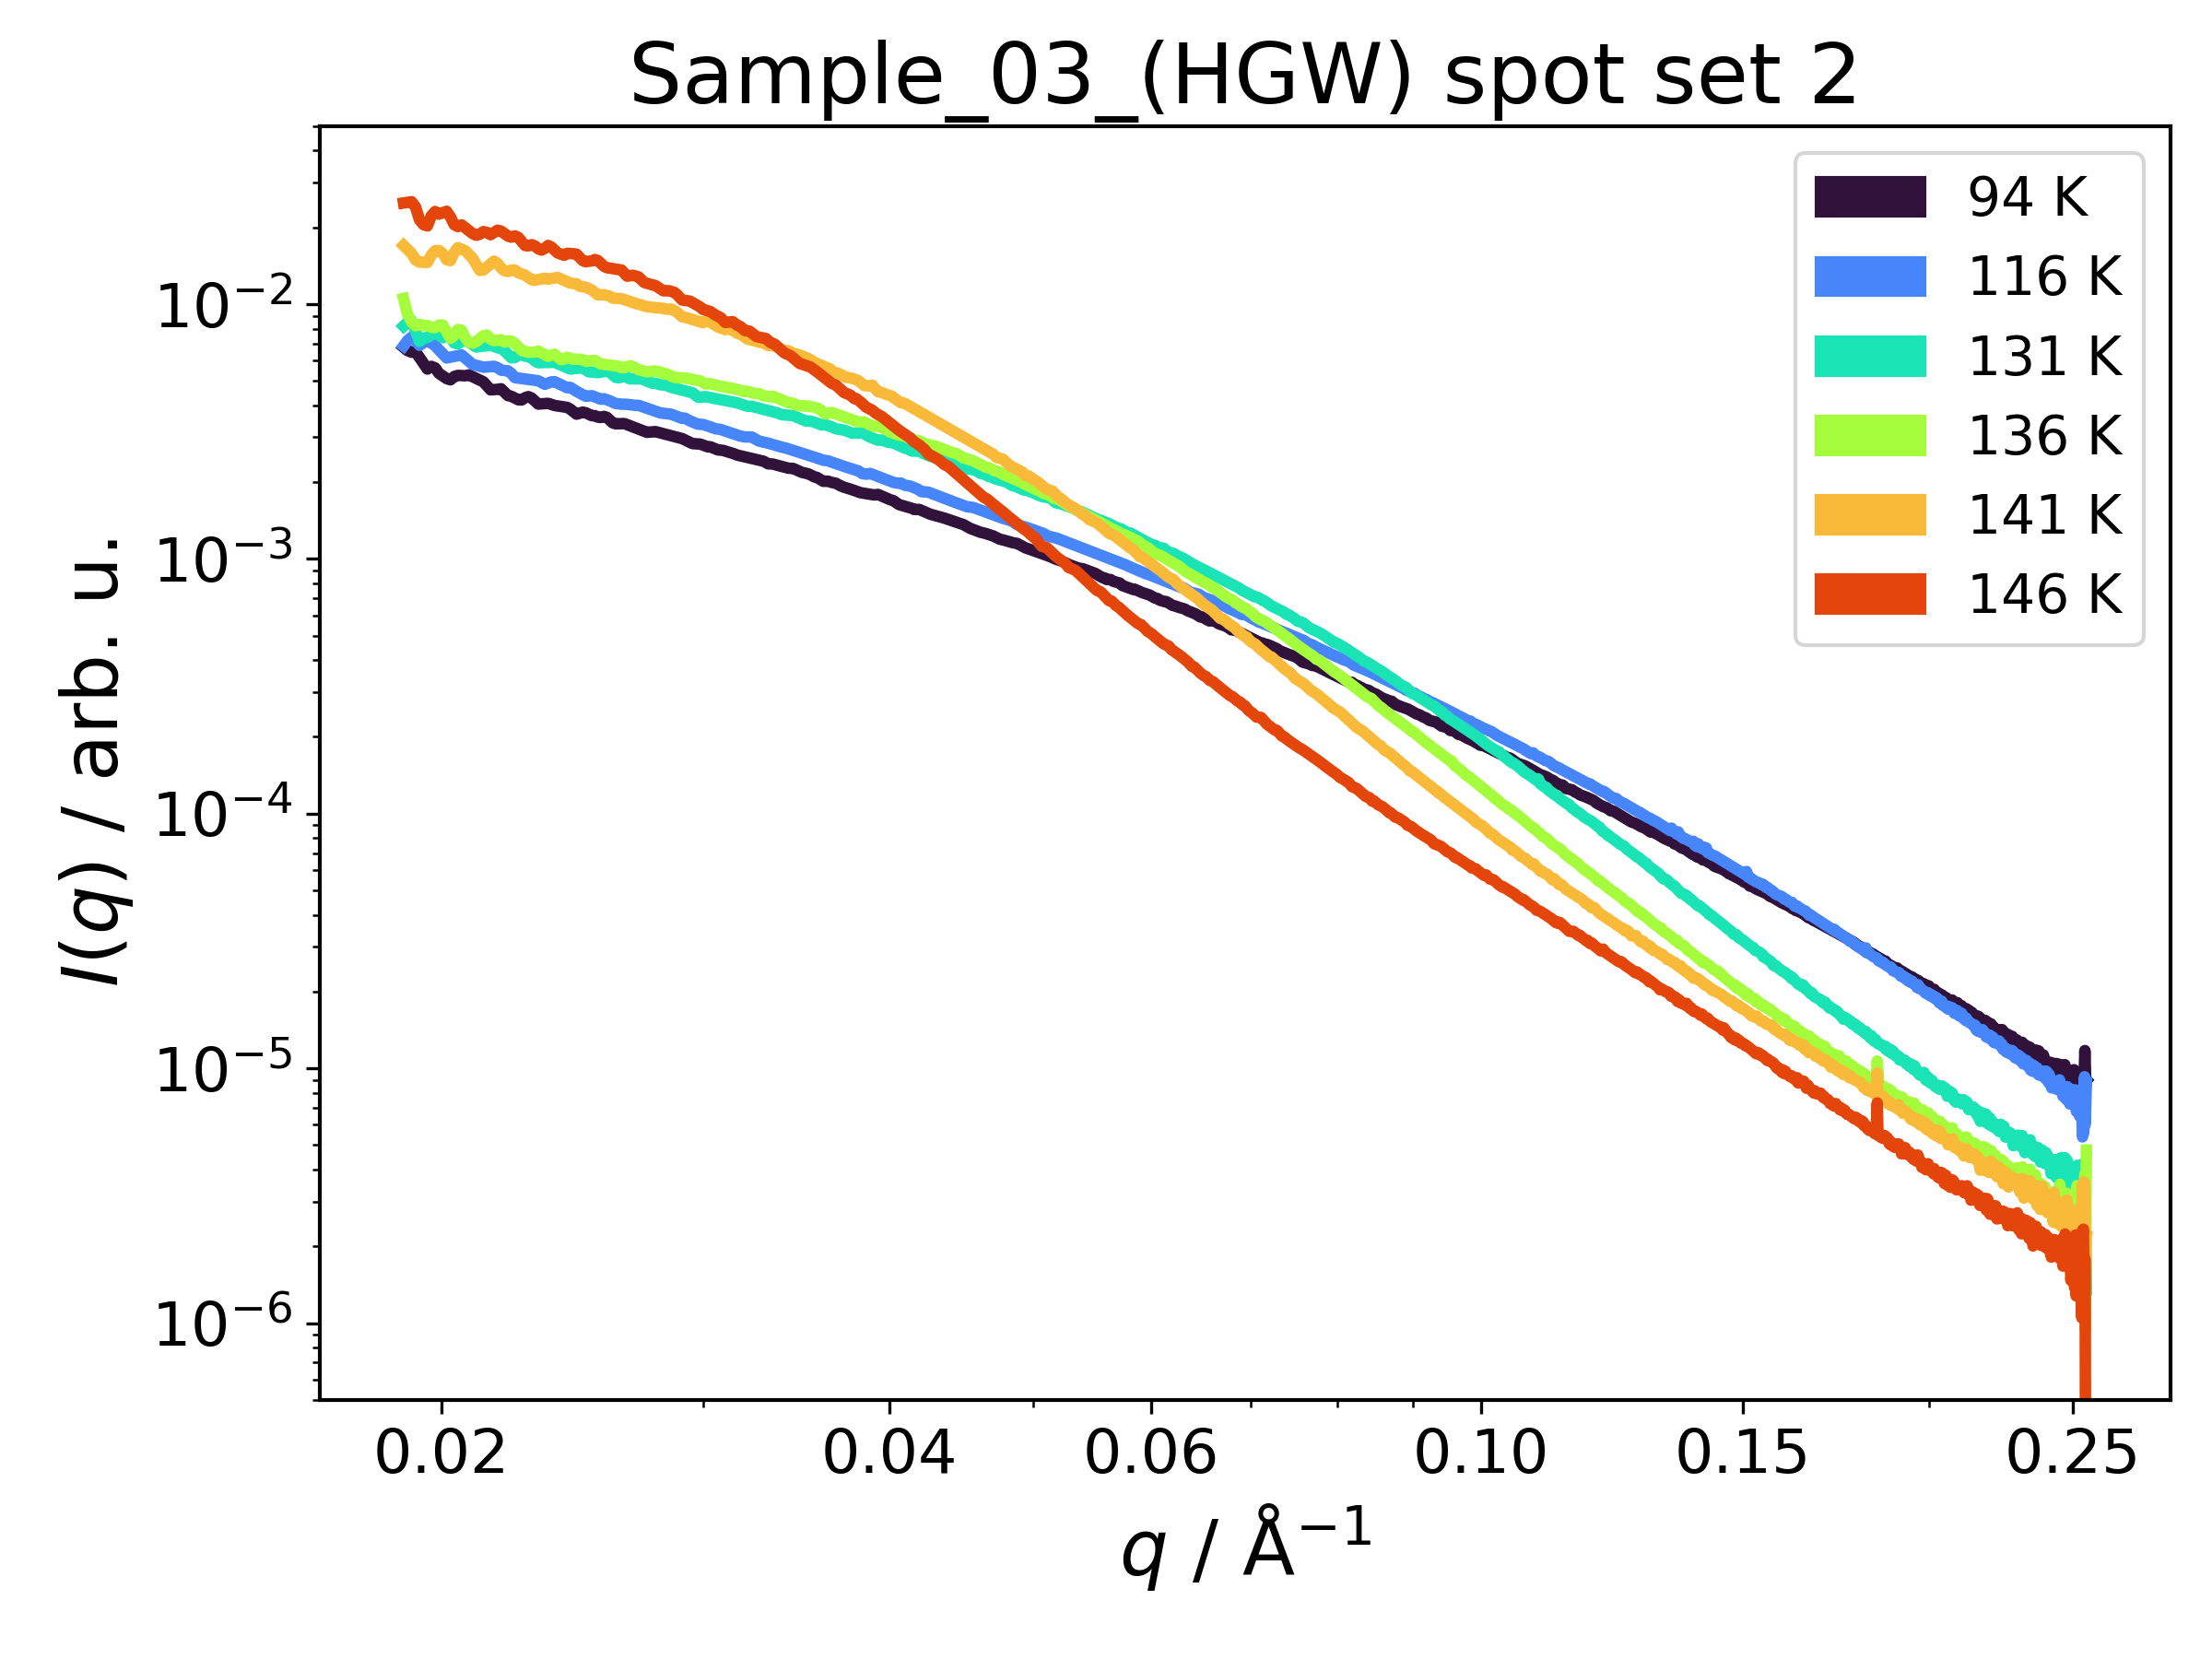 Sample_03_(HGW) spot set 2
94 K
116 K
131 K
136 K
141 K
146 K
I(q) / arb. u.
10⁻²
10⁻³
10⁻⁴
10⁻⁵
10⁻⁶
0.02 0.04 0.06 0.10 0.15 0.25
q / Å⁻¹